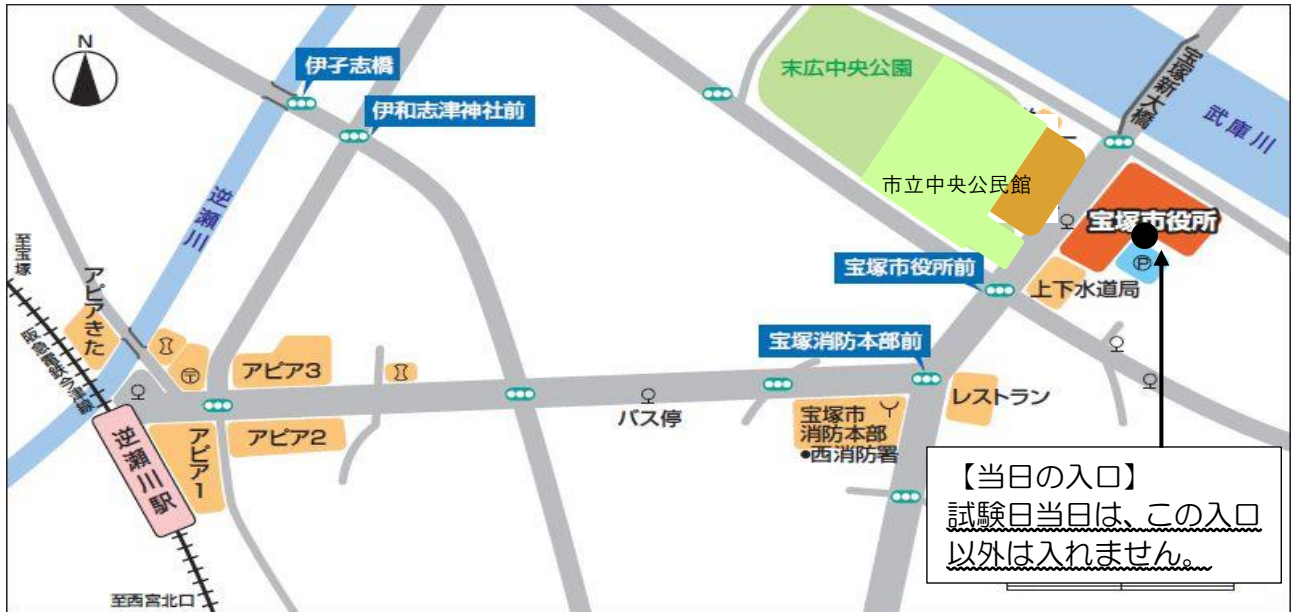 N
伊子志橋
伊和志津神社前
末広中央公園
宝塚新大橋
武庫川
市立中央公民館
逆瀬川
宝塚市役所
P
至宝塚
アピアきた
宝塚市役所前
上下水道局
阪急電鉄今津線
宝塚消防本部前
〒
アピア3
レストラン
バス停
宝塚市
消防本部
●西消防署
アピア2
アピア1
逆瀬川駅
【当日の入口】
試験日当日は、この入口
以外は入れません。
至西宮北口